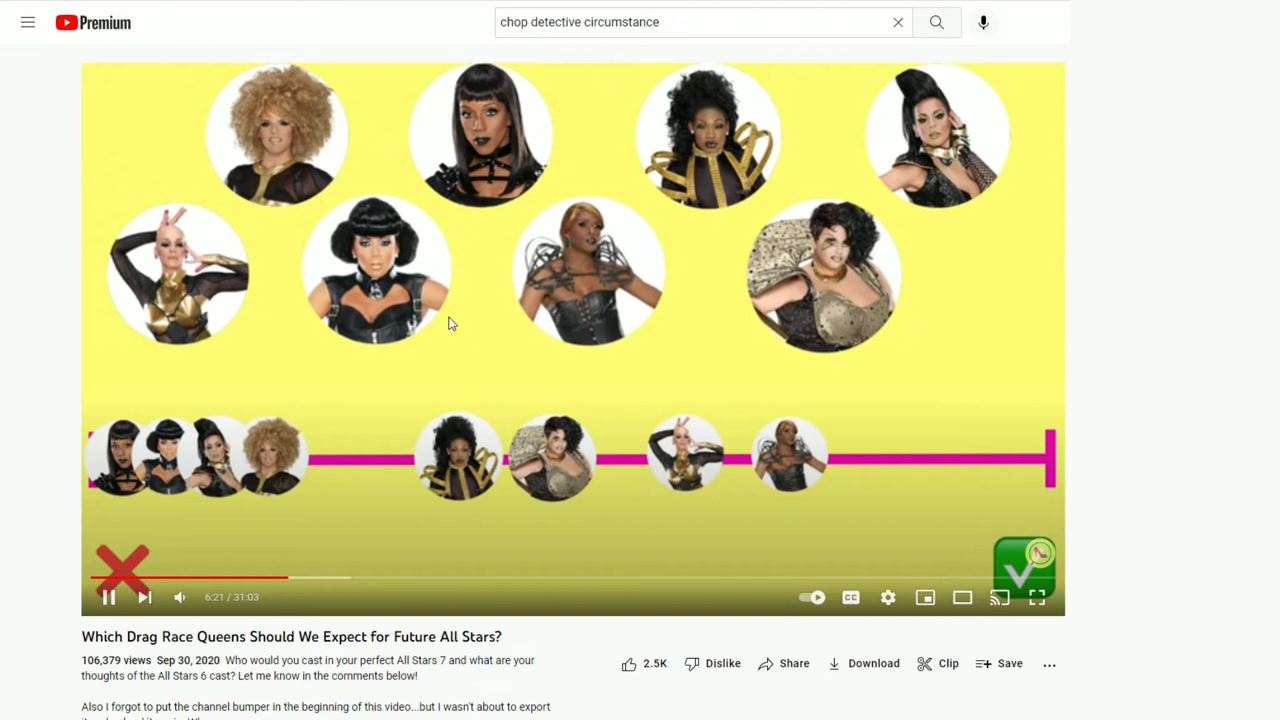 Premium
chop detective circumstance
6:21 / 31:03
CC
Which Drag Race Queens Should We Expect for Future All Stars?
106,379 views Sep 30, 2020 Who would you cast in your perfect All Stars 7 and what are your
thoughts of the All Stars 6 cast? Let me know in the comments below!
2.5K Dislike Share Download Clip Save
Also I forgot to put the channel bumper in the beginning of this video...but I wasn't about to export